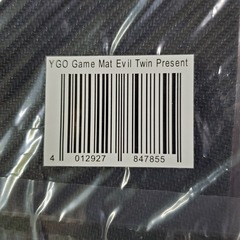 YGO Game Mat Evil Twin Present
4 012927 847855